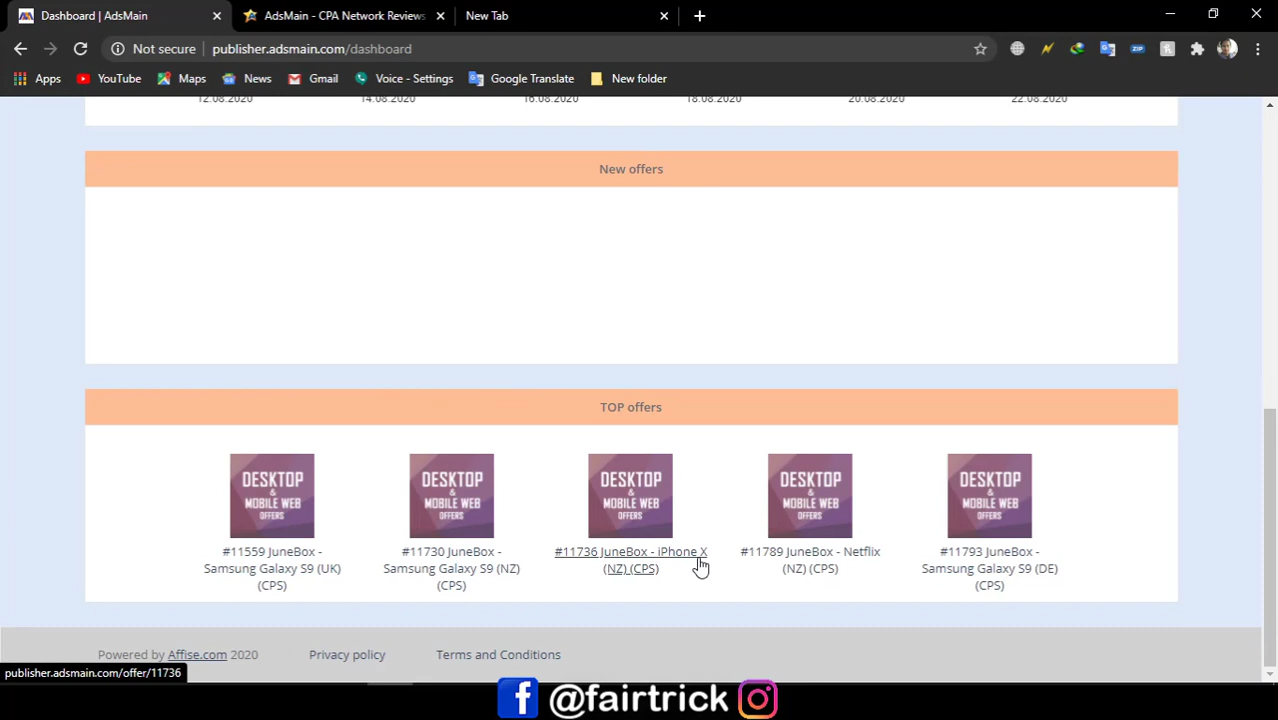 Dashboard | AdsMain
AdsMain - CPA Network Reviews
New Tab
Not secure
publisher.adsmain.com/dashboard
ZIP
Apps
YouTube
Maps
News
Gmail
Voice - Settings
Google Translate
New folder
12.08.2020
14.08.2020
16.08.2020
18.08.2020
20.08.2020
22.08.2020
New offers
TOP offers
DESKTOP
&
MOBILE WEB
OFFERS
#11559 JuneBox -
Samsung Galaxy S9 (UK)
(CPS)
DESKTOP
&
MOBILE WEB
OFFERS
#11730 JuneBox -
Samsung Galaxy S9 (NZ)
(CPS)
DESKTOP
&
MOBILE WEB
OFFERS
#11736 JuneBox - iPhone X
(NZ) (CPS)
DESKTOP
&
MOBILE WEB
OFFERS
#11789 JuneBox - Netflix
(NZ) (CPS)
DESKTOP
&
MOBILE WEB
OFFERS
#11793 JuneBox -
Samsung Galaxy S9 (DE)
(CPS)
Powered by Affise.com 2020
Privacy policy
Terms and Conditions
publisher.adsmain.com/offer/11736
@fairtrick